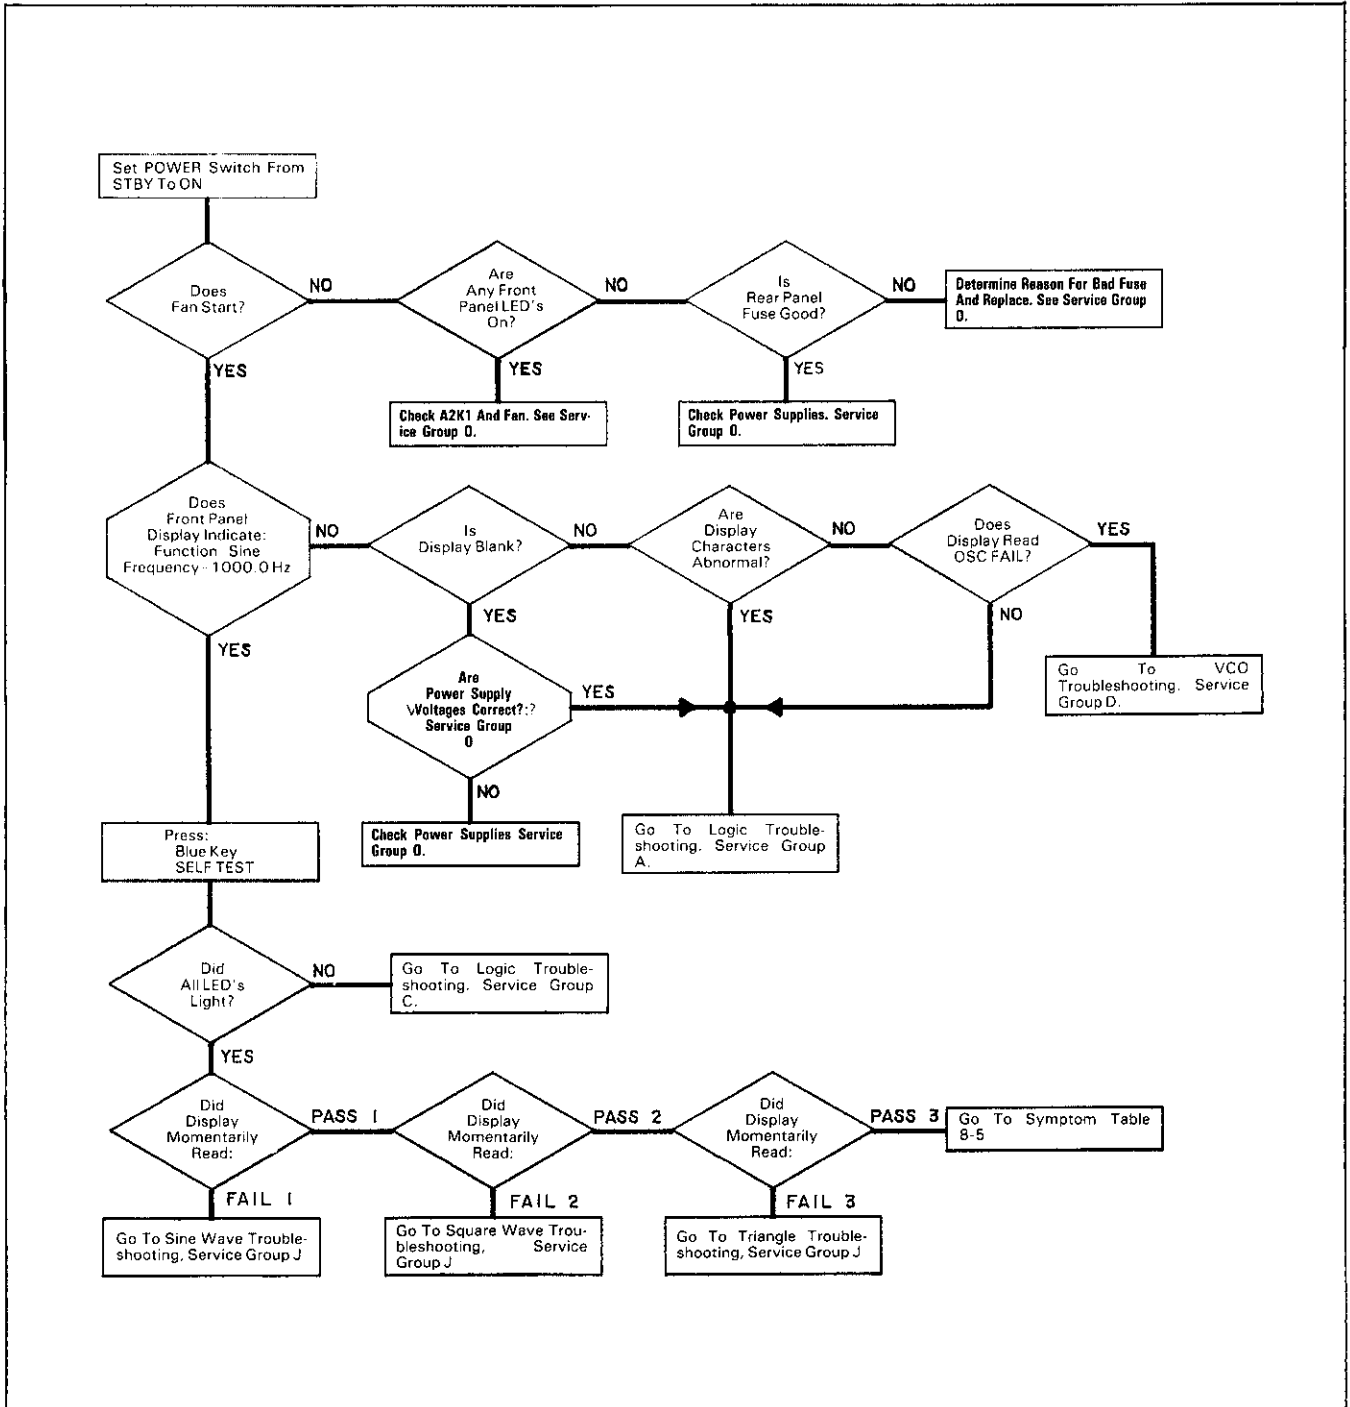 Set POWER Switch From
STBY To ON
Does
Fan Start?
NO
Are
Any Front
Panel LED's
On?
NO
Is
Rear Panel
Fuse Good?
NO
Determine Reason For Bad Fuse
And Replace. See Service Group
O.
YES
YES
YES
Check A2K1 And Fan. See Serv-
ice Group O.
Check Power Supplies. Service
Group O.
Does
Front Panel
Display Indicate:
Function Sine
Frequency - 1000.0 Hz
NO
Is
Display Blank?
NO
Are
Display
Characters
Abnormal?
NO
Does
Display Read
OSC FAIL?
YES
YES
YES
YES
NO
Are
Power Supply
Voltages Correct?:?
Service Group
O
YES
Go To VCO
Troubleshooting. Service
Group D.
NO
Check Power Supplies Service
Group O.
Go To Logic Trouble-
shooting. Service Group
A.
Press:
Blue Key
SELF TEST
Did
All LED's
Light?
NO
Go To Logic Trouble-
shooting. Service Group
C.
YES
Did
Display
Momentarily
Read:
PASS 1
Did
Display
Momentarily
Read:
PASS 2
Did
Display
Momentarily
Read:
PASS 3
Go To Symptom Table
8-5
FAIL 1
FAIL 2
FAIL 3
Go To Sine Wave Trouble-
shooting, Service Group J
Go To Square Wave Trou-
bleshooting, Service
Group J
Go To Triangle Trouble-
shooting, Service Group J